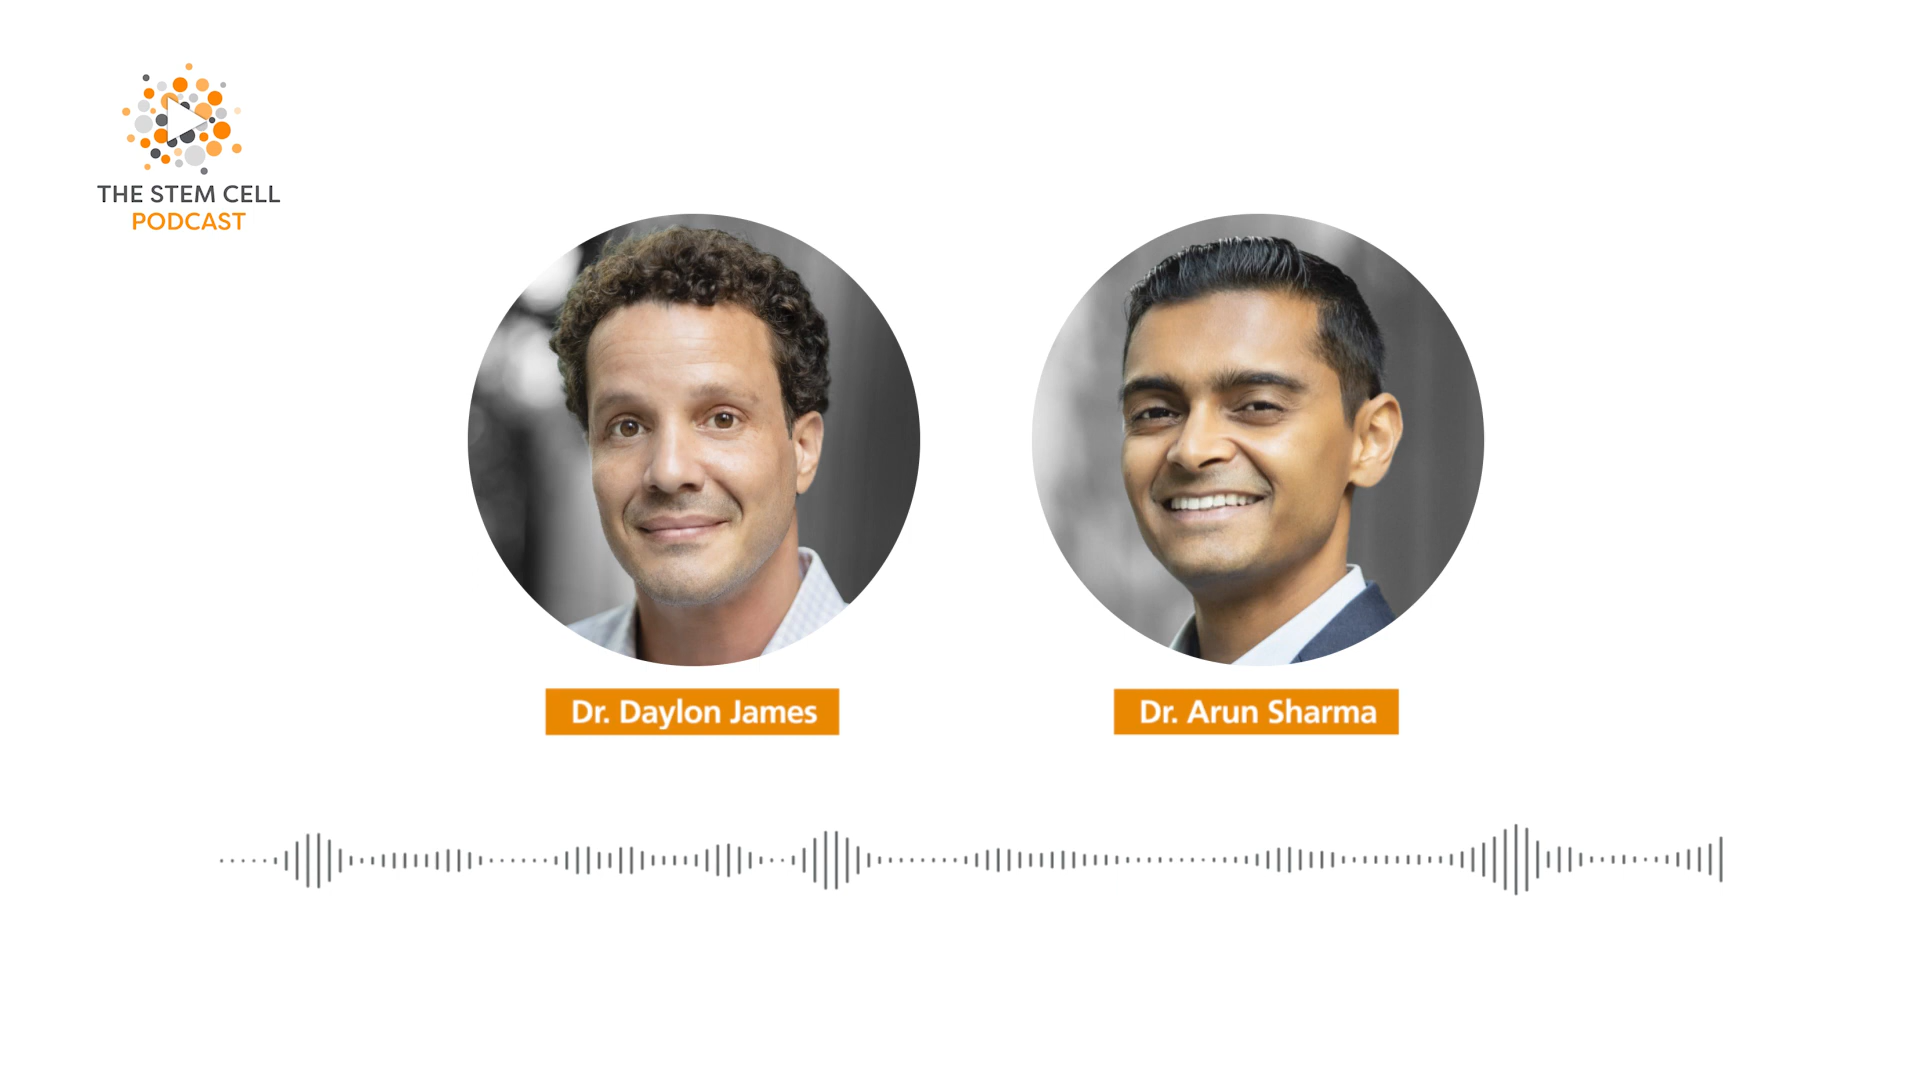 THE STEM CELL
PODCAST
Dr. Daylon James
Dr. Arun Sharma